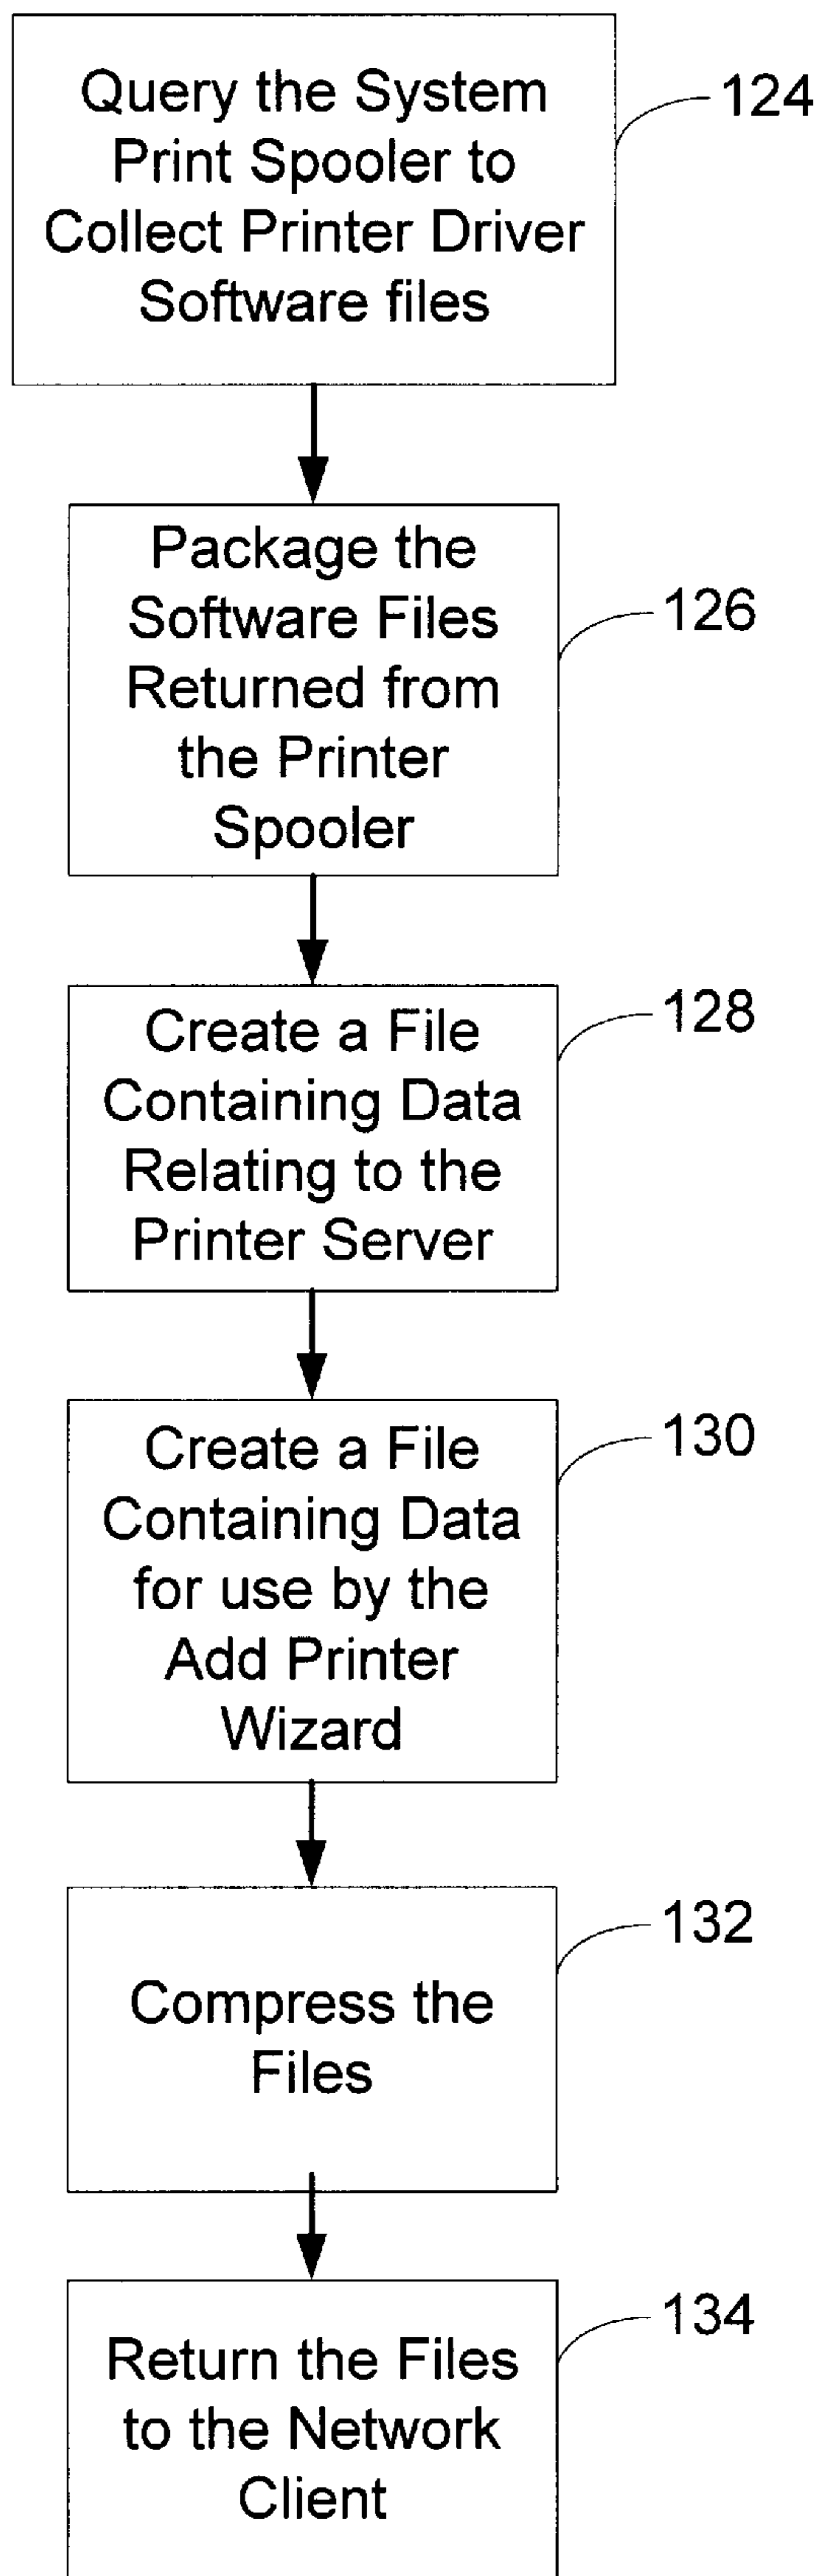 Query the System
Print Spooler to
Collect Printer Driver
Software files
124
Package the
Software Files
Returned from
the Printer
Spooler
126
Create a File
Containing Data
Relating to the
Printer Server
128
Create a File
Containing Data
for use by the
Add Printer
Wizard
130
Compress the
Files
132
Return the Files
to the Network
Client
134